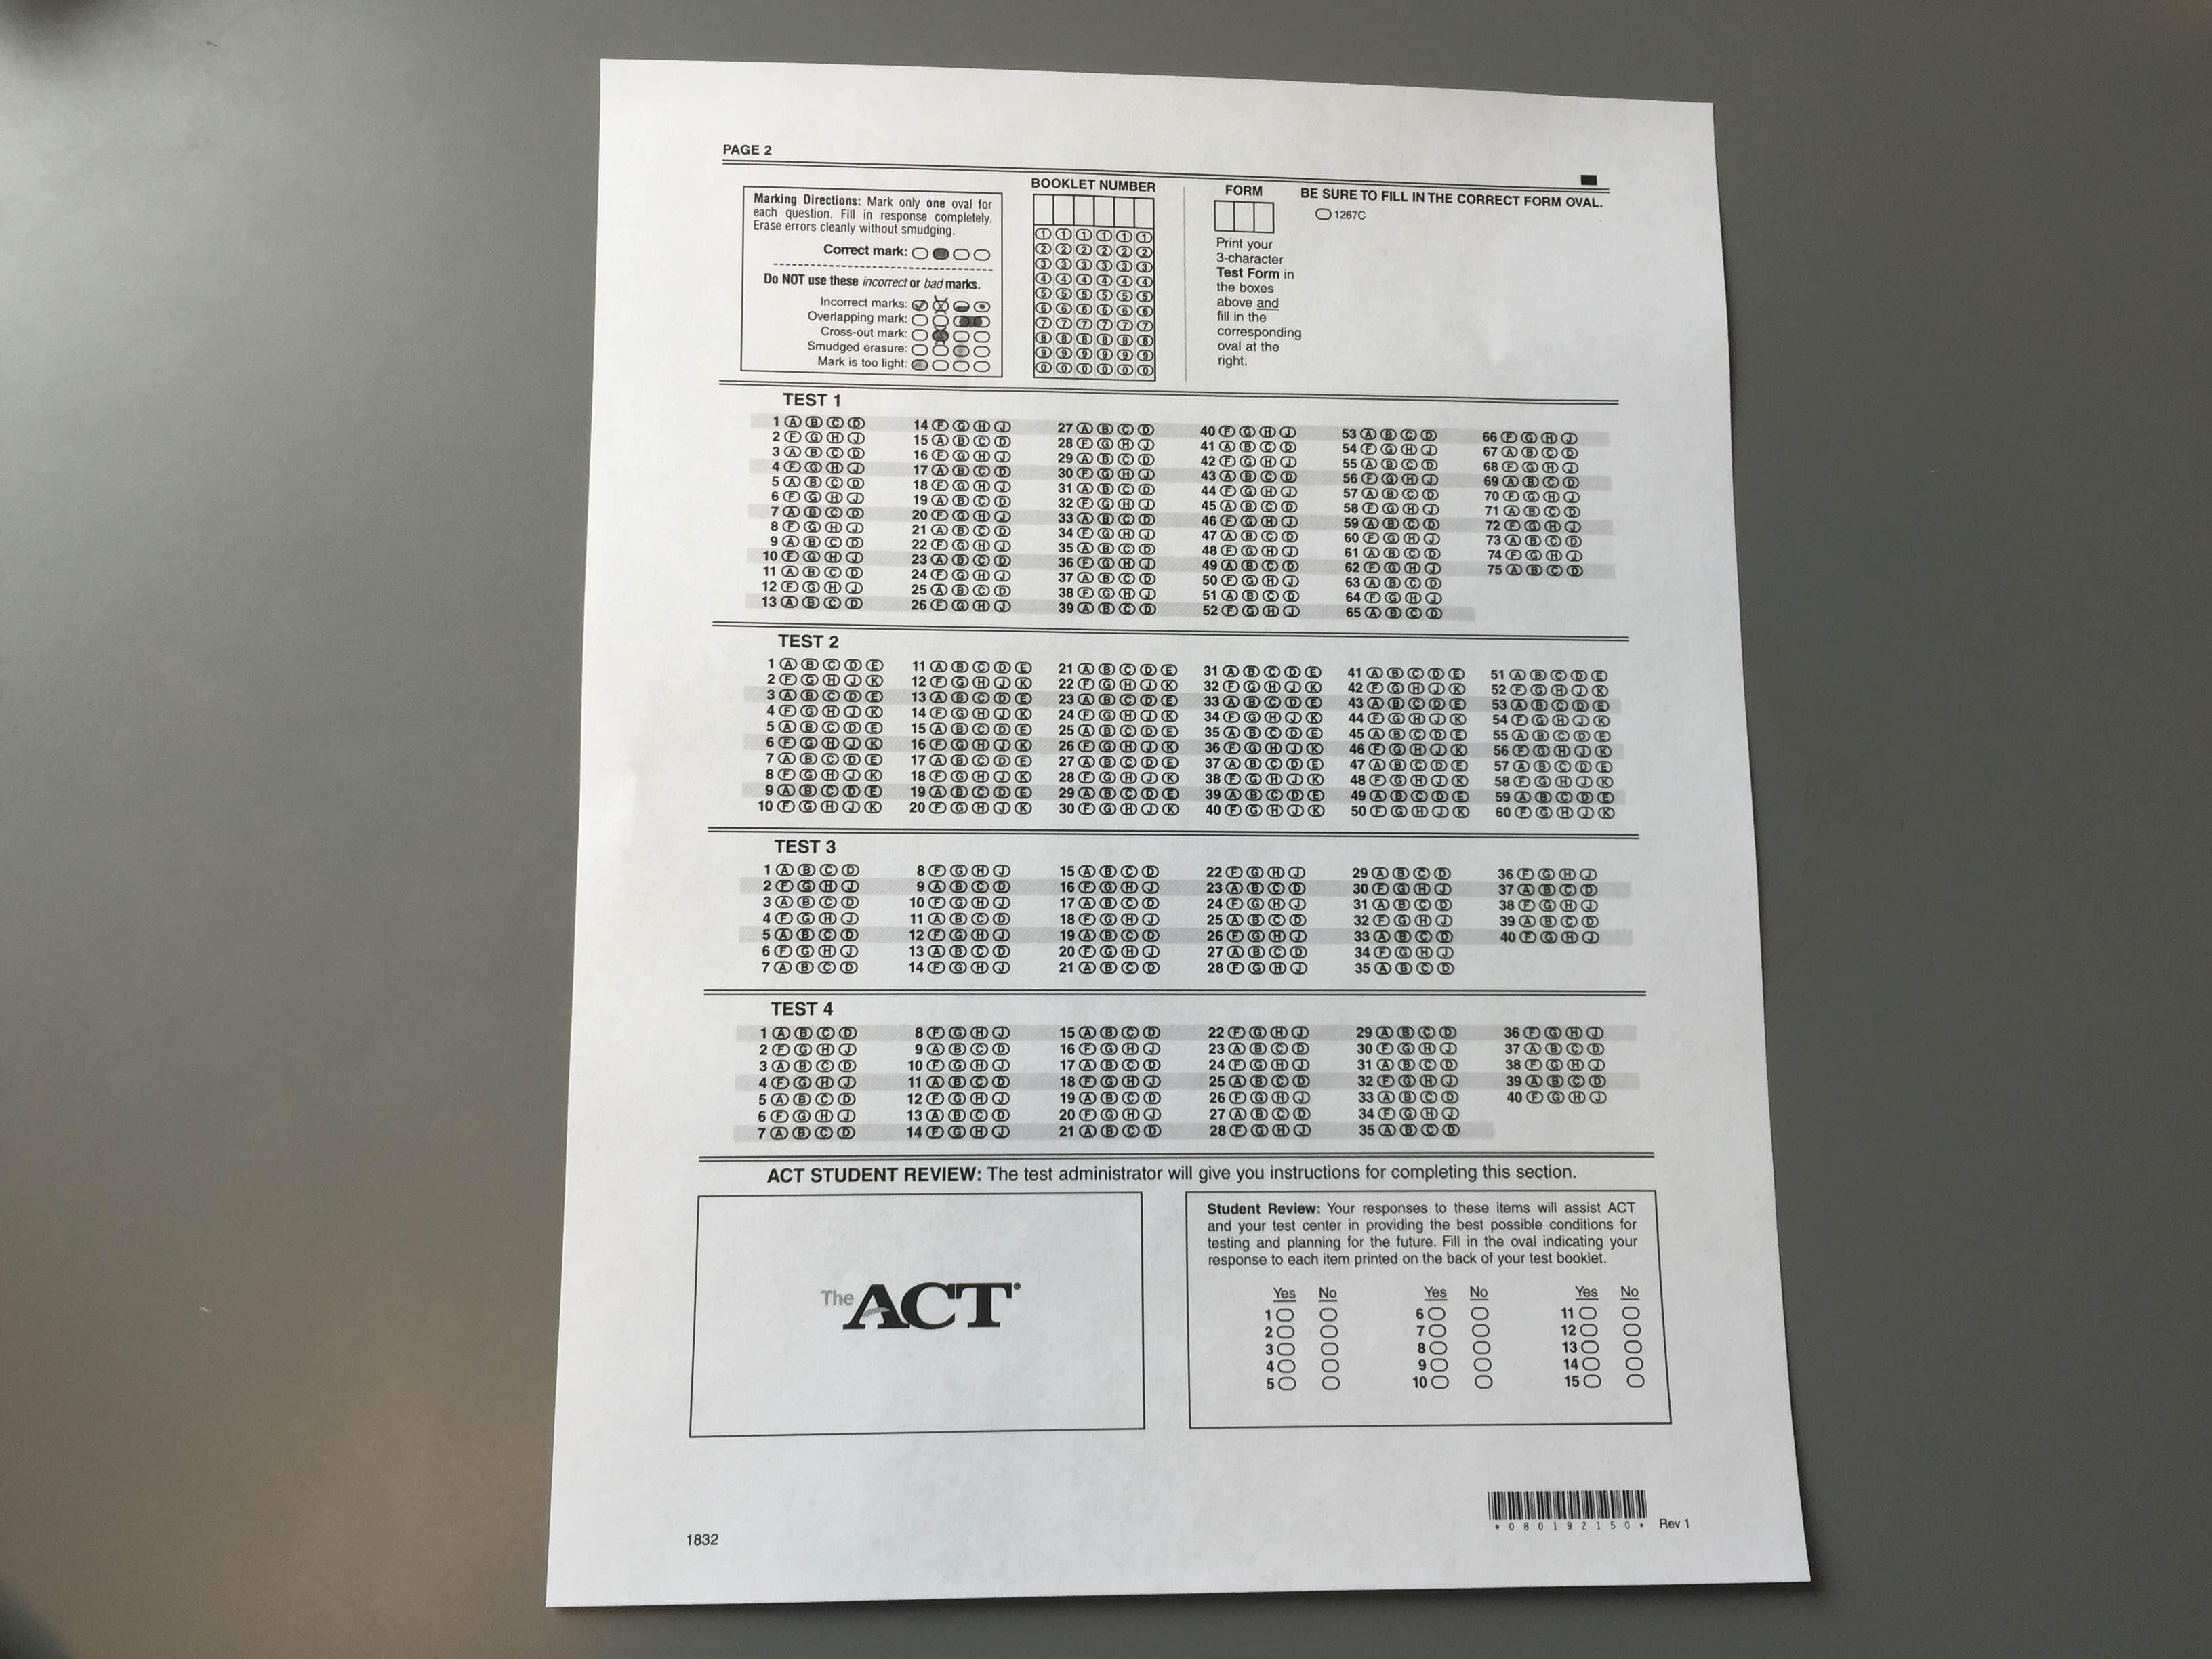 PAGE 2
Marking Directions: Mark only one oval for
each question. Fill in response completely.
Erase errors cleanly without smudging.
Correct mark:
Do NOT use these incorrect or bad marks.
Incorrect marks:
Overlapping mark:
Cross-out mark:
Smudged erasure:
Mark is too light:
BOOKLET NUMBER
1 1 1 1 1 1
2 2 2 2 2 2
3 3 3 3 3 3
4 4 4 4 4 4
5 5 5 5 5 5
6 6 6 6 6 6
7 7 7 7 7 7
8 8 8 8 8 8
9 9 9 9 9 9
0 0 0 0 0 0
FORM
Print your
3-character
Test Form in
the boxes
above and
fill in the
corresponding
oval at the
right.
BE SURE TO FILL IN THE CORRECT FORM OVAL.
1267C
TEST 1
1 A B C D 14 F G H J 27 A B C D 40 F G H J 53 A B C D 66 F G H J
2 F G H J 15 A B C D 28 F G H J 41 A B C D 54 F G H J 67 A B C D
3 A B C D 16 F G H J 29 A B C D 42 F G H J 55 A B C D 68 F G H J
4 F G H J 17 A B C D 30 F G H J 43 A B C D 56 F G H J 69 A B C D
5 A B C D 18 F G H J 31 A B C D 44 F G H J 57 A B C D 70 F G H J
6 F G H J 19 A B C D 32 F G H J 45 A B C D 58 F G H J 71 A B C D
7 A B C D 20 F G H J 33 A B C D 46 F G H J 59 A B C D 72 F G H J
8 F G H J 21 A B C D 34 F G H J 47 A B C D 60 F G H J 73 A B C D
9 A B C D 22 F G H J 35 A B C D 48 F G H J 61 A B C D 74 F G H J
10 F G H J 23 A B C D 36 F G H J 49 A B C D 62 F G H J 75 A B C D
11 A B C D 24 F G H J 37 A B C D 50 F G H J 63 A B C D
12 F G H J 25 A B C D 38 F G H J 51 A B C D 64 F G H J
13 A B C D 26 F G H J 39 A B C D 52 F G H J 65 A B C D
TEST 2
1 A B C D E 11 A B C D E 21 A B C D E 31 A B C D E 41 A B C D E 51 A B C D E
2 F G H J K 12 F G H J K 22 F G H J K 32 F G H J K 42 F G H J K 52 F G H J K
3 A B C D E 13 A B C D E 23 A B C D E 33 A B C D E 43 A B C D E 53 A B C D E
4 F G H J K 14 F G H J K 24 F G H J K 34 F G H J K 44 F G H J K 54 F G H J K
5 A B C D E 15 A B C D E 25 A B C D E 35 A B C D E 45 A B C D E 55 A B C D E
6 F G H J K 16 F G H J K 26 F G H J K 36 F G H J K 46 F G H J K 56 F G H J K
7 A B C D E 17 A B C D E 27 A B C D E 37 A B C D E 47 A B C D E 57 A B C D E
8 F G H J K 18 F G H J K 28 F G H J K 38 F G H J K 48 F G H J K 58 F G H J K
9 A B C D E 19 A B C D E 29 A B C D E 39 A B C D E 49 A B C D E 59 A B C D E
10 F G H J K 20 F G H J K 30 F G H J K 40 F G H J K 50 F G H J K 60 F G H J K
TEST 3
1 A B C D 8 F G H J 15 A B C D 22 F G H J 29 A B C D 36 F G H J
2 F G H J 9 A B C D 16 F G H J 23 A B C D 30 F G H J 37 A B C D
3 A B C D 10 F G H J 17 A B C D 24 F G H J 31 A B C D 38 F G H J
4 F G H J 11 A B C D 18 F G H J 25 A B C D 32 F G H J 39 A B C D
5 A B C D 12 F G H J 19 A B C D 26 F G H J 33 A B C D 40 F G H J
6 F G H J 13 A B C D 20 F G H J 27 A B C D 34 F G H J
7 A B C D 14 F G H J 21 A B C D 28 F G H J 35 A B C D
TEST 4
1 A B C D 8 F G H J 15 A B C D 22 F G H J 29 A B C D 36 F G H J
2 F G H J 9 A B C D 16 F G H J 23 A B C D 30 F G H J 37 A B C D
3 A B C D 10 F G H J 17 A B C D 24 F G H J 31 A B C D 38 F G H J
4 F G H J 11 A B C D 18 F G H J 25 A B C D 32 F G H J 39 A B C D
5 A B C D 12 F G H J 19 A B C D 26 F G H J 33 A B C D 40 F G H J
6 F G H J 13 A B C D 20 F G H J 27 A B C D 34 F G H J
7 A B C D 14 F G H J 21 A B C D 28 F G H J 35 A B C D
ACT STUDENT REVIEW: The test administrator will give you instructions for completing this section.
The ACT®
Student Review: Your responses to these items will assist ACT
and your test center in providing the best possible conditions for
testing and planning for the future. Fill in the oval indicating your
response to each item printed on the back of your test booklet.
Yes No Yes No Yes No
1 6 11
2 7 12
3 8 13
4 9 14
5 10 15
*080192150* Rev 1
1832